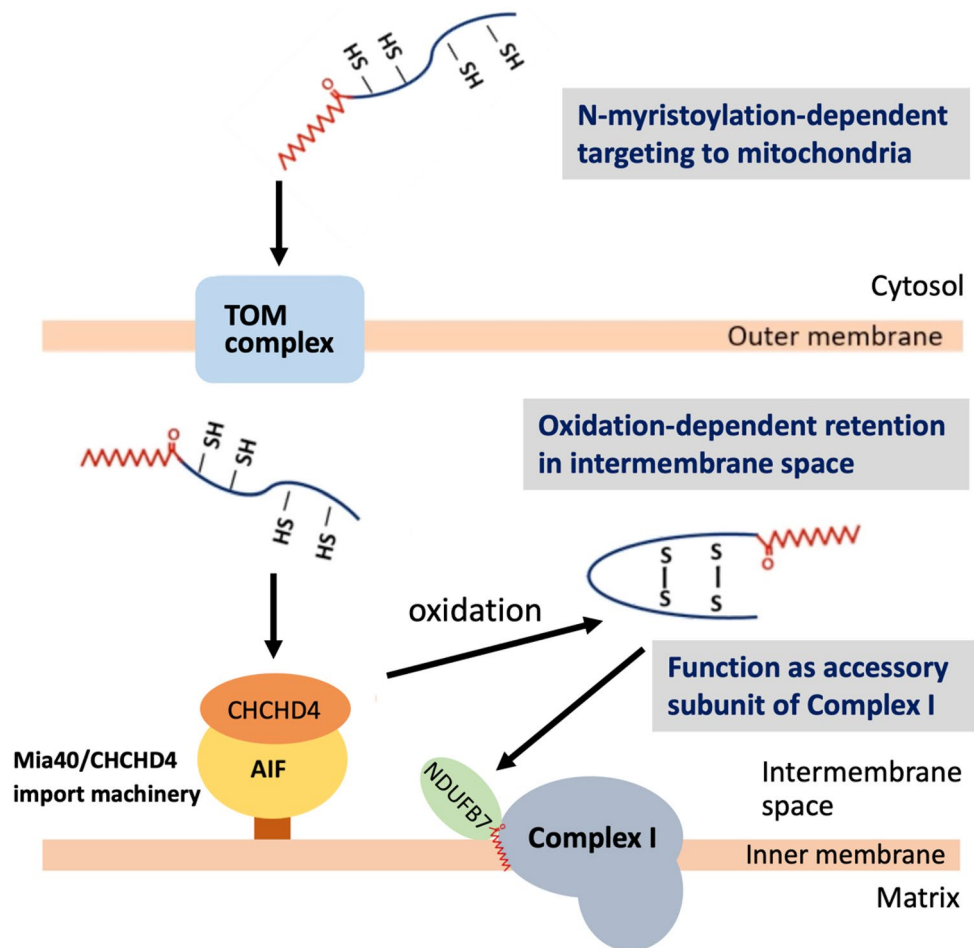 O
SH
SH
HS
HS
N-myristoylation-dependent
targeting to mitochondria
Cytosol
TOM
complex
Outer membrane
Oxidation-dependent retention
in intermembrane space
O
SH
SH
HS
HS
S S
S S
O
oxidation
Function as accessory
subunit of Complex I
CHCHD4
AIF
Mia40/CHCHD4
import machinery
NDUFB7
O
Complex I
Intermembrane
space
Inner membrane
Matrix